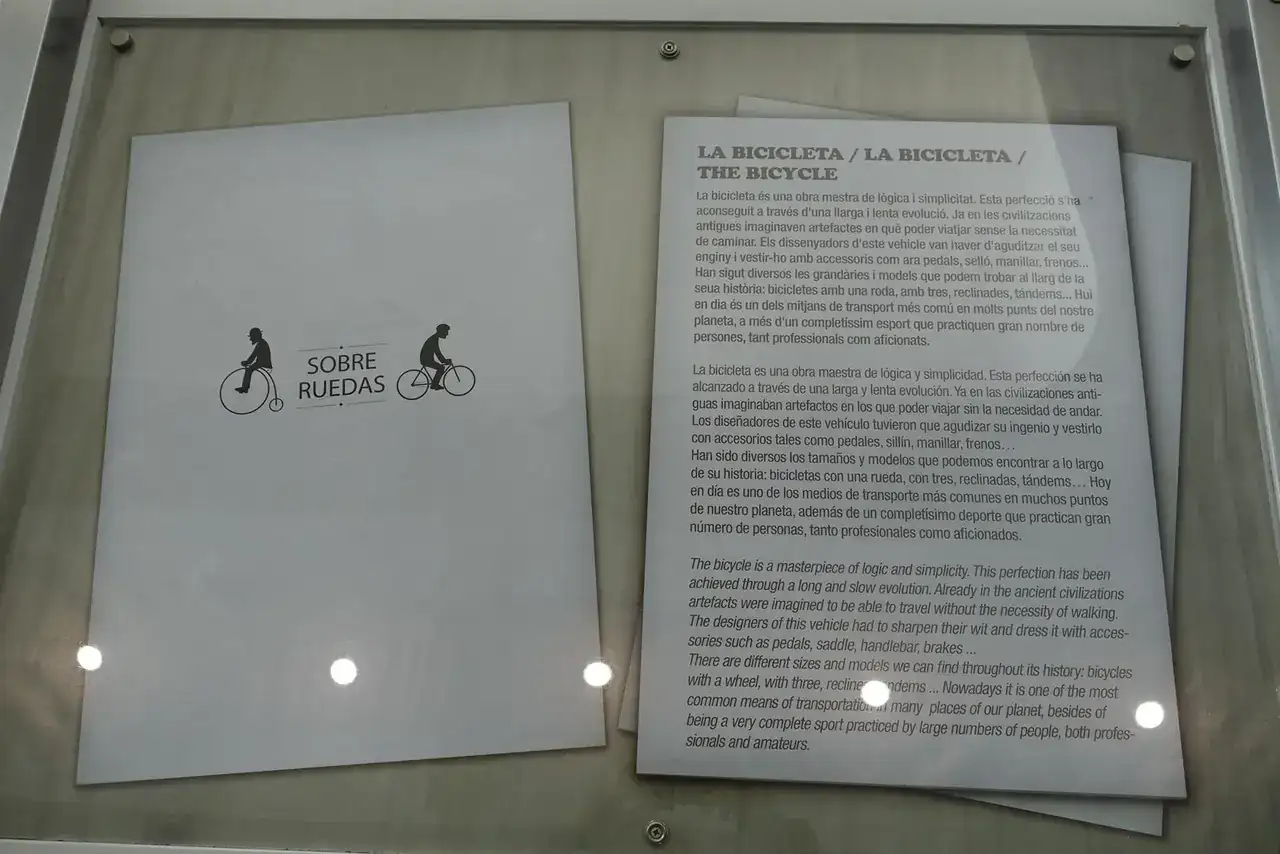 SOBRE
RUEDAS
LA BICICLETA / LA BICICLETA /
THE BICYCLE
La bicicleta és una obra mestra de lògica i simplicitat. Esta perfecció s'ha
aconseguit a través d'una llarga i lenta evolució. Ja en les civilitzacions
antigues imaginaven artefactes en què poder viatjar sense la necessitat
de caminar. Els dissenyadors d'este vehicle van haver d'aguditzar el seu
enginy i vestir-ho amb accessoris com ara pedals, selló, manillar, frenos...
Han sigut diversos les grandàries i models que podem trobar al llarg de la
seua història: bicicletes amb una roda, amb tres, reclinades, tándems... Hui
en dia és un dels mitjans de transport més comú en molts punts del nostre
planeta, a més d'un completíssim esport que practiquen gran nombre de
persones, tant professionals com aficionats.
La bicicleta es una obra maestra de lógica y simplicidad. Esta perfección se ha
alcanzado a través de una larga y lenta evolución. Ya en las civilizaciones anti-
guas imaginaban artefactos en los que poder viajar sin la necesidad de andar.
Los diseñadores de este vehículo tuvieron que agudizar su ingenio y vestirlo
con accesorios tales como pedales, sillín, manillar, frenos...
Han sido diversos los tamaños y modelos que podemos encontrar a lo largo
de su historia: bicicletas con una rueda, con tres, reclinadas, tándems... Hoy
en día es uno de los medios de transporte más comunes en muchos puntos
de nuestro planeta, además de un completísimo deporte que practican gran
número de personas, tanto profesionales como aficionados.
The bicycle is a masterpiece of logic and simplicity. This perfection has been
achieved through a long and slow evolution. Already in the ancient civilizations
artefacts were imagined to be able to travel without the necessity of walking.
The designers of this vehicle had to sharpen their wit and dress it with acces-
sories such as pedals, saddle, handlebar, brakes ...
There are different sizes and models we can find throughout its history: bicycles
with a wheel, with three, ... Nowadays it is one of the most
common means of transportation in many places of our planet, besides of
being a very complete sport practiced by large numbers of people, both profes-
sionals and amateurs.